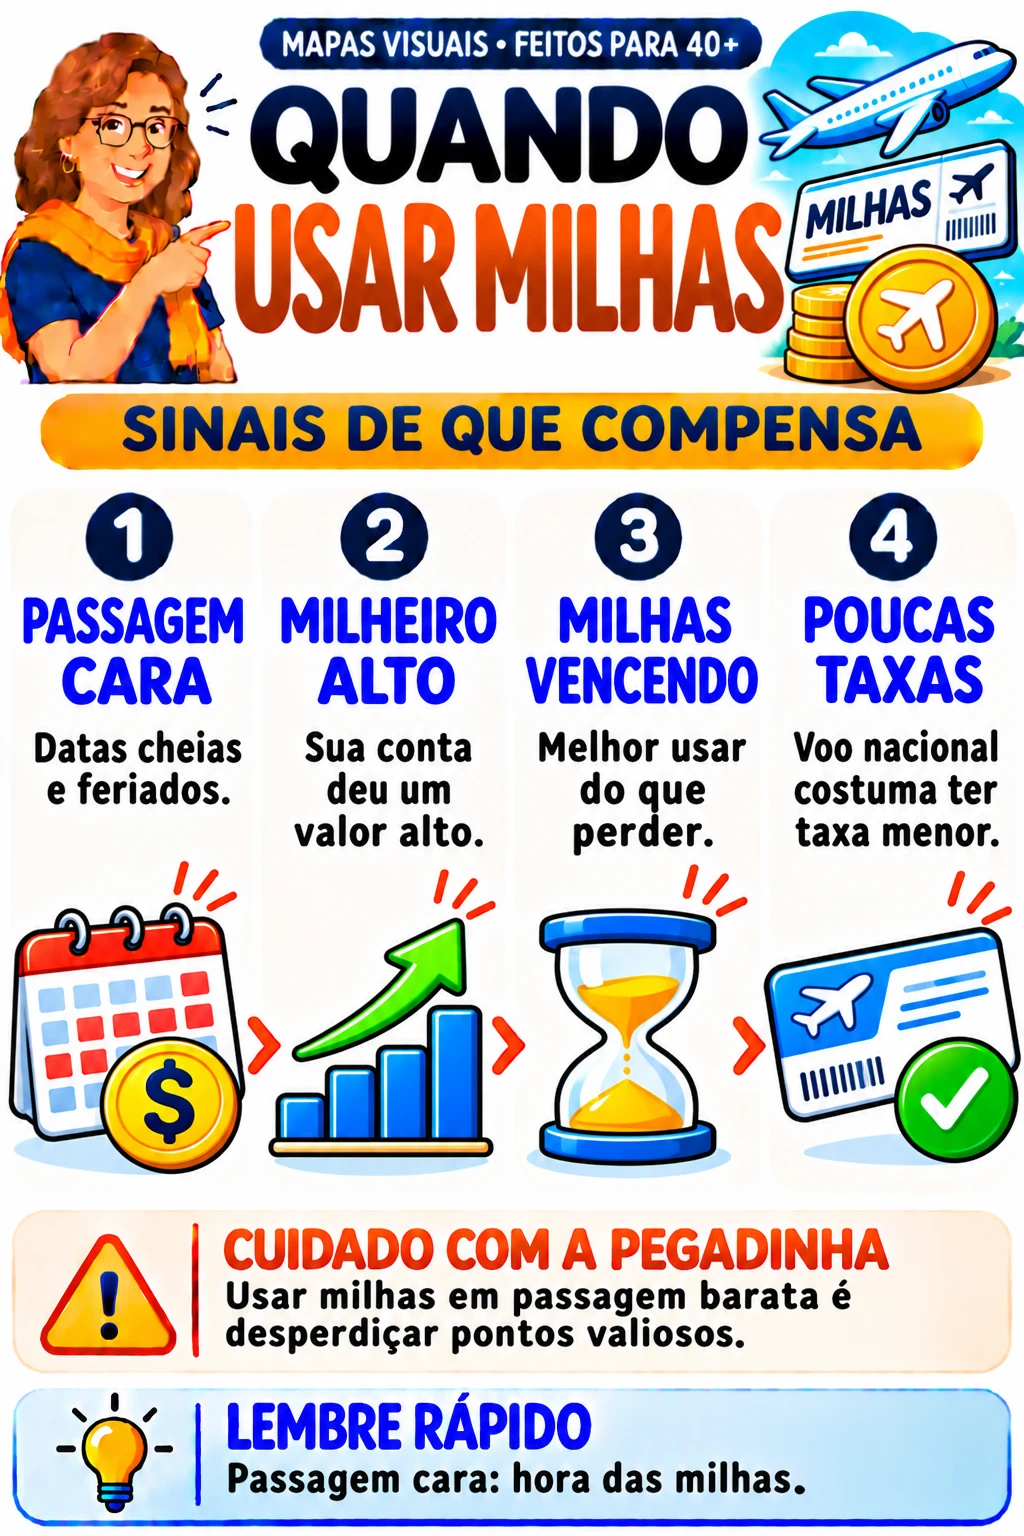 MAPAS VISUAIS • FEITOS PARA 40+
QUANDO
USAR MILHAS
MILHAS
SINAIS DE QUE COMPENSA
1
PASSAGEM
CARA
Datas cheias
e feriados.
2
MILHEIRO
ALTO
Sua conta
deu um
valor alto.
3
MILHAS
VENCENDO
Melhor usar
do que
perder.
4
POUCAS
TAXAS
Voo nacional
costuma ter
taxa menor.
$
CUIDADO COM A PEGADINHA
Usar milhas em passagem barata é
desperdiçar pontos valiosos.
LEMBRE RÁPIDO
Passagem cara: hora das milhas.